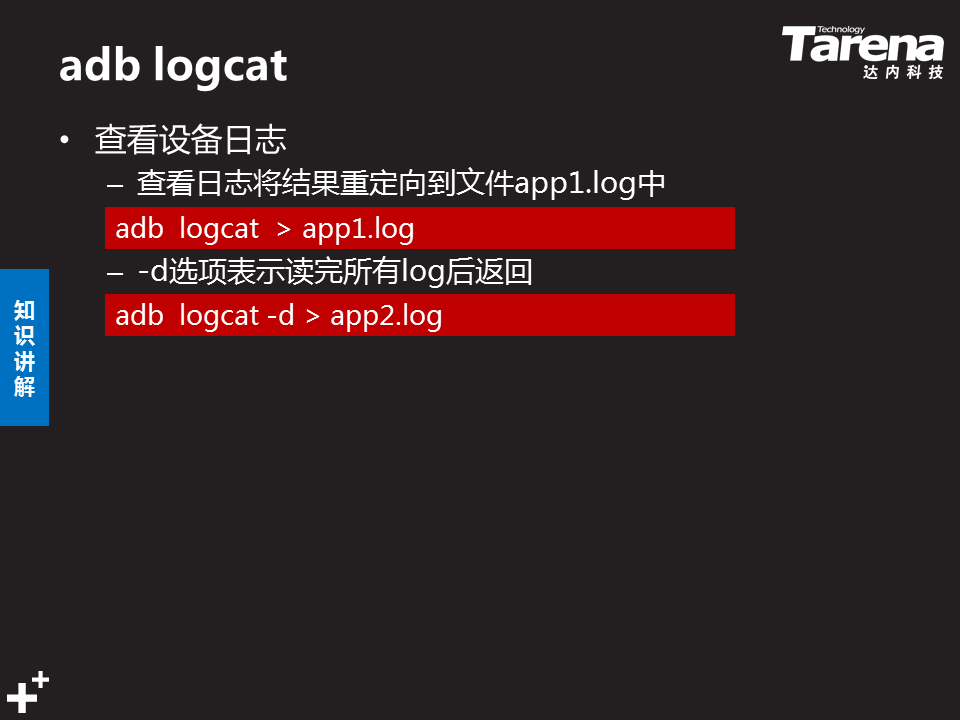 adb logcat
Technology
Tarena
达内科技
• 查看设备日志
– 查看日志将结果重定向到文件app1.log中
adb  logcat  > app1.log
– -d选项表示读完所有log后返回
adb  logcat -d > app2.log
知识讲解